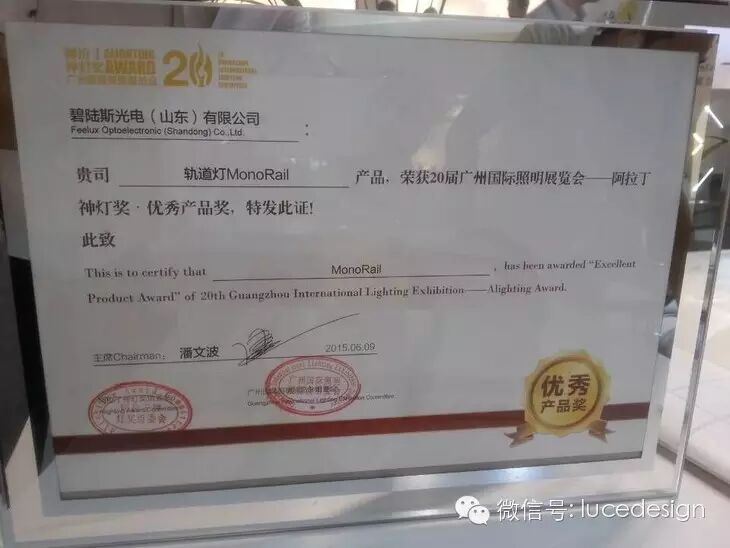 神灯奖 AWARD 20
碧陆斯光电（山东）有限公司
Feelux Optoelectronic (Shandong) Co.,Ltd. :
贵司 轨道灯MonoRail 产品，荣获20届广州国际照明展览会——阿拉丁
神灯奖·优秀产品奖，特发此证!
此致
This is to certify that MonoRail , has been awarded “Excellent
Product Award” of 20th Guangzhou International Lighting Exhibition——Alighting Award.
主席Chairman: 潘文波 2015.06.09
优秀
产品奖
微信号: lucedesign